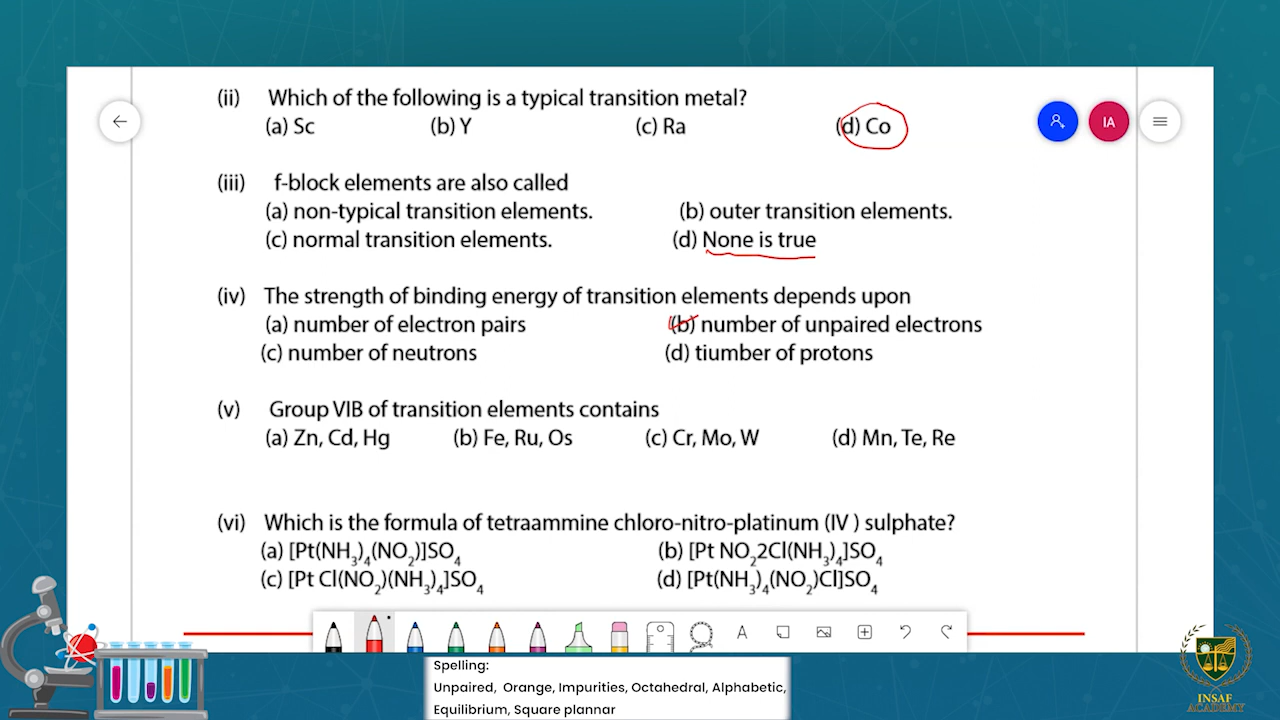 (ii) Which of the following is a typical transition metal?
(a) Sc (b) Y (c) Ra (d) Co
(iii) f-block elements are also called
(a) non-typical transition elements. (b) outer transition elements.
(c) normal transition elements. (d) None is true
(iv) The strength of binding energy of transition elements depends upon
(a) number of electron pairs (b) number of unpaired electrons
(c) number of neutrons (d) tiumber of protons
(v) Group VIB of transition elements contains
(a) Zn, Cd, Hg (b) Fe, Ru, Os (c) Cr, Mo, W (d) Mn, Te, Re
(vi) Which is the formula of tetraammine chloro-nitro-platinum (IV ) sulphate?
(a) [Pt(NH₃)₄(NO₂)]SO₄ (b) [Pt NO₂2Cl(NH₃)₄]SO₄
(c) [Pt Cl(NO₂)(NH₃)₄]SO₄ (d) [Pt(NH₃)₄(NO₂)Cl]SO₄
IA
A
Spelling:
Unpaired, Orange, Impurities, Octahedral, Alphabetic,
Equilibrium, Square plannar
INSAF
ACADEMY